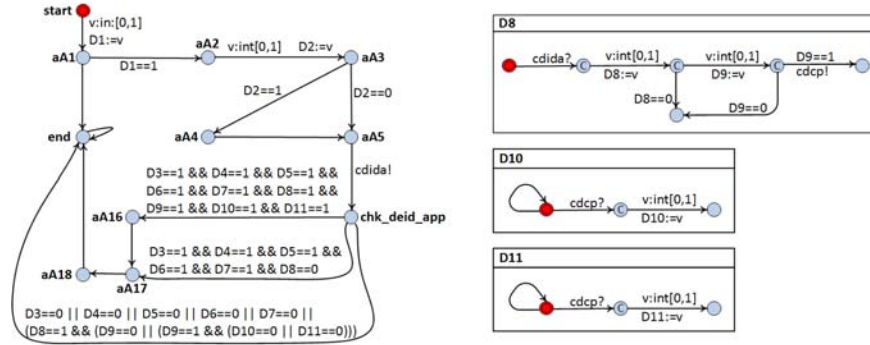 start
v:in:[0,1]
D1:=v
aA1
D1==1
aA2
v:int[0,1]
D2:=v
aA3
D2==1
D2==0
end
aA4
aA5
cdida!
D3==1 && D4==1 && D5==1 &&
D6==1 && D7==1 && D8==1 &&
D9==1 && D10==1 && D11==1
aA16
chk_deid_app
D3==1 && D4==1 && D5==1 &&
D6==1 && D7==1 && D8==0
aA18
aA17
D3==0 || D4==0 || D5==0 || D6==0 || D7==0 ||
(D8==1 && (D9==0 || (D9==1 && (D10==0 || D11==0)))
D8
cdida?
C
v:int[0,1]
D8:=v
C
v:int[0,1]
D9:=v
C
D9==1
cdcp!
D8==0
D9==0
D10
cdcp?
C
v:int[0,1]
D10:=v
D11
cdcp?
C
v:int[0,1]
D11:=v